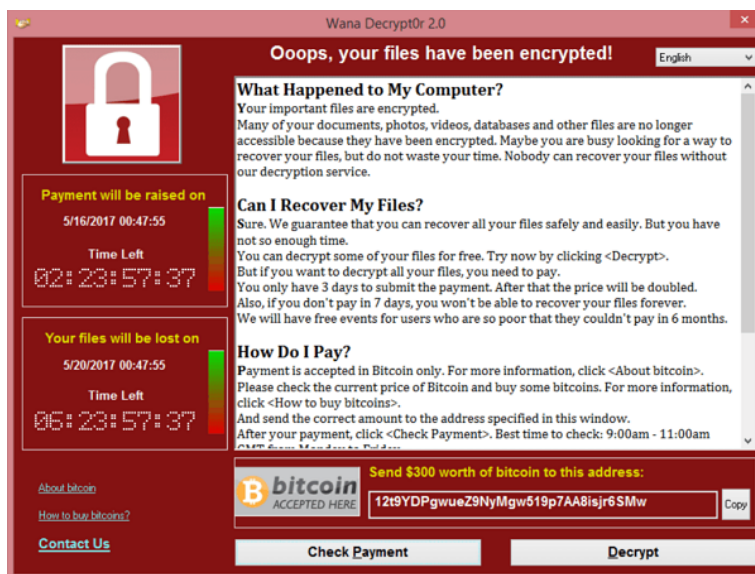 Wana Decrypt0r 2.0
Ooops, your files have been encrypted!
English
Payment will be raised on
5/16/2017 00:47:55
Time Left
02:23:57:37
Your files will be lost on
5/20/2017 00:47:55
Time Left
06:23:57:37
About bitcoin
How to buy bitcoins?
Contact Us
What Happened to My Computer?
Your important files are encrypted.
Many of your documents, photos, videos, databases and other files are no longer
accessible because they have been encrypted. Maybe you are busy looking for a way to
recover your files, but do not waste your time. Nobody can recover your files without
our decryption service.
Can I Recover My Files?
Sure. We guarantee that you can recover all your files safely and easily. But you have
not so enough time.
You can decrypt some of your files for free. Try now by clicking <Decrypt>.
But if you want to decrypt all your files, you need to pay.
You only have 3 days to submit the payment. After that the price will be doubled.
Also, if you don't pay in 7 days, you won't be able to recover your files forever.
We will have free events for users who are so poor that they couldn't pay in 6 months.
How Do I Pay?
Payment is accepted in Bitcoin only. For more information, click <About bitcoin>.
Please check the current price of Bitcoin and buy some bitcoins. For more information,
click <How to buy bitcoins>.
And send the correct amount to the address specified in this window.
After your payment, click <Check Payment>. Best time to check: 9:00am - 11:00am
GMT from Monday to Friday.
bitcoin
ACCEPTED HERE
Send $300 worth of bitcoin to this address:
12t9YDPgwueZ9NyMgw519p7AA8isjr6SMw
Copy
Check Payment
Decrypt